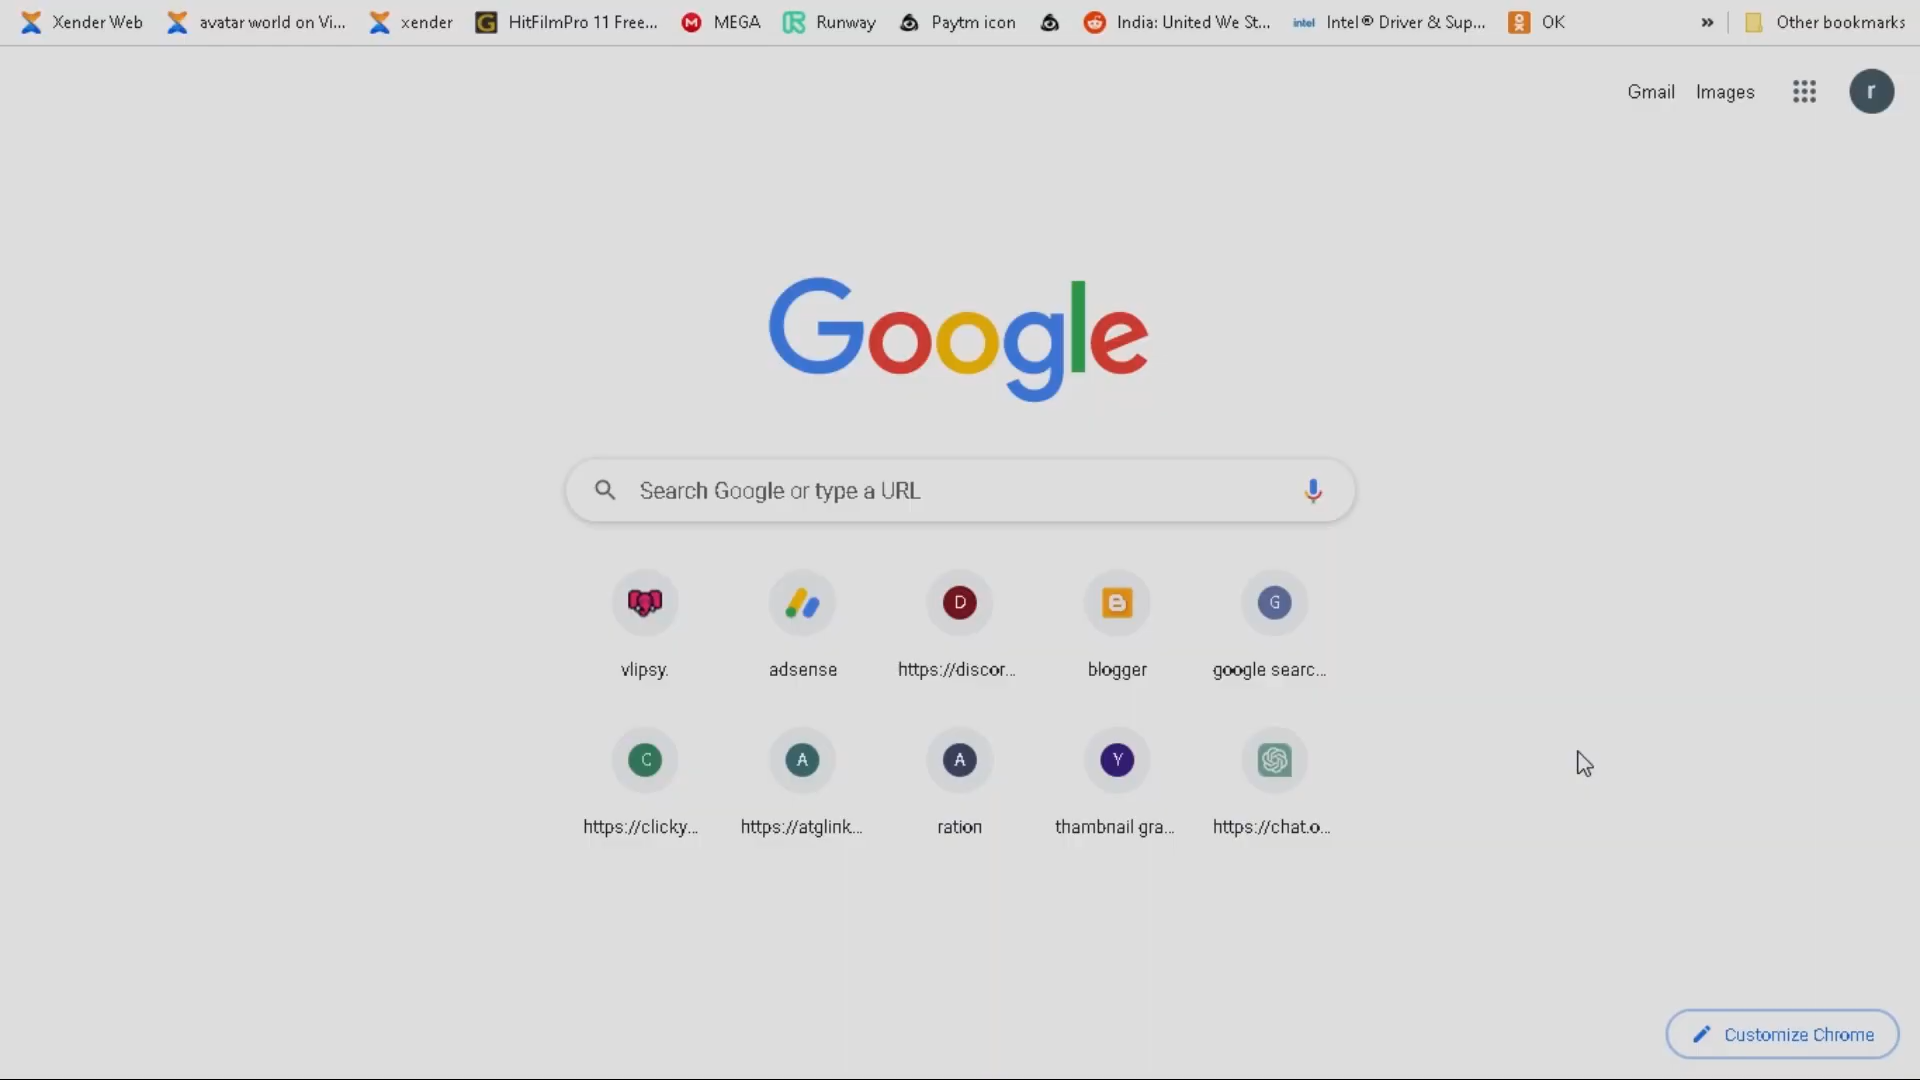 Xender Web avatar world on Vi... xender HitFilmPro 11 Free... MEGA Runway Paytm icon India: United We St... intel Intel® Driver & Sup... OK » Other bookmarks
Gmail Images r
Google
Search Google or type a URL
D G
vlipsy. adsense https://discor... blogger google searc...
C A A Y
https://clicky... https://atglink... ration thambnail gra... https://chat.o...
Customize Chrome